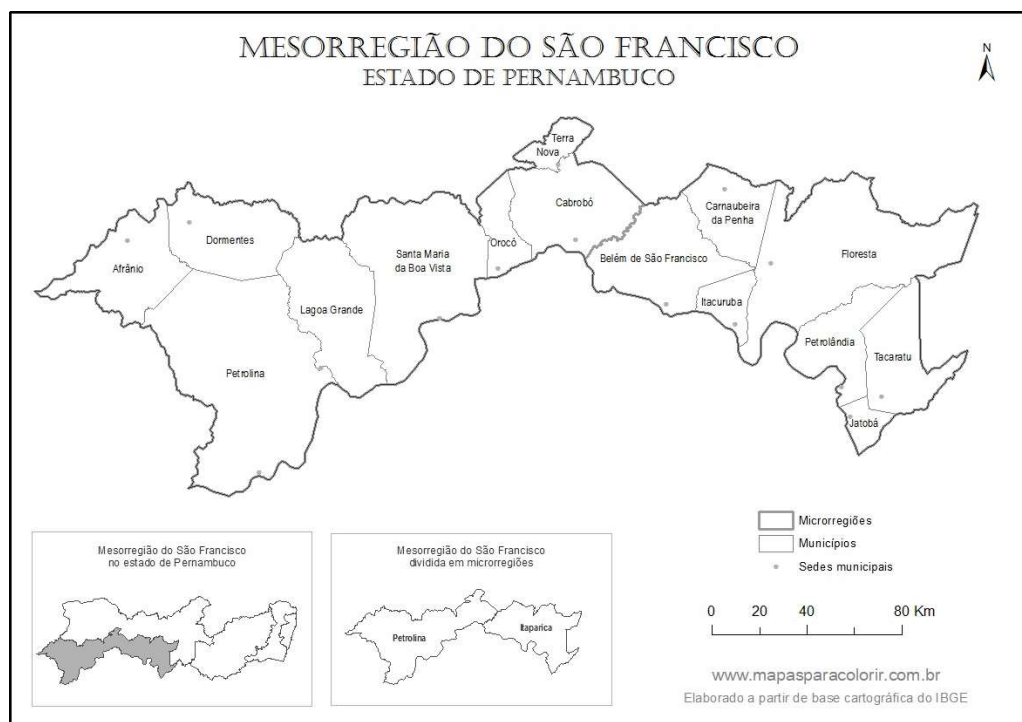 MESORREGIÃO DO SÃO FRANCISCO
ESTADO DE PERNAMBUCO
N
Terra
Nova
Cabrobó
Carnaubeira
da Penha
Dormentes
Afrânio
Santa Maria
da Boa Vista
Orocó
Belém de São Francisco
Floresta
Lagoa Grande
Itacuruba
Petrolândia
Tacaratu
Petrolina
Jatobá
Microrregiões
Municípios
Sedes municipais
Mesorregião do São Francisco
no estado de Pernambuco
Mesorregião do São Francisco
dividida em microrregiões
Petrolina
Itaparica
0 20 40 80 Km
www.mapasparacolorir.com.br
Elaborado a partir de base cartográfica do IBGE